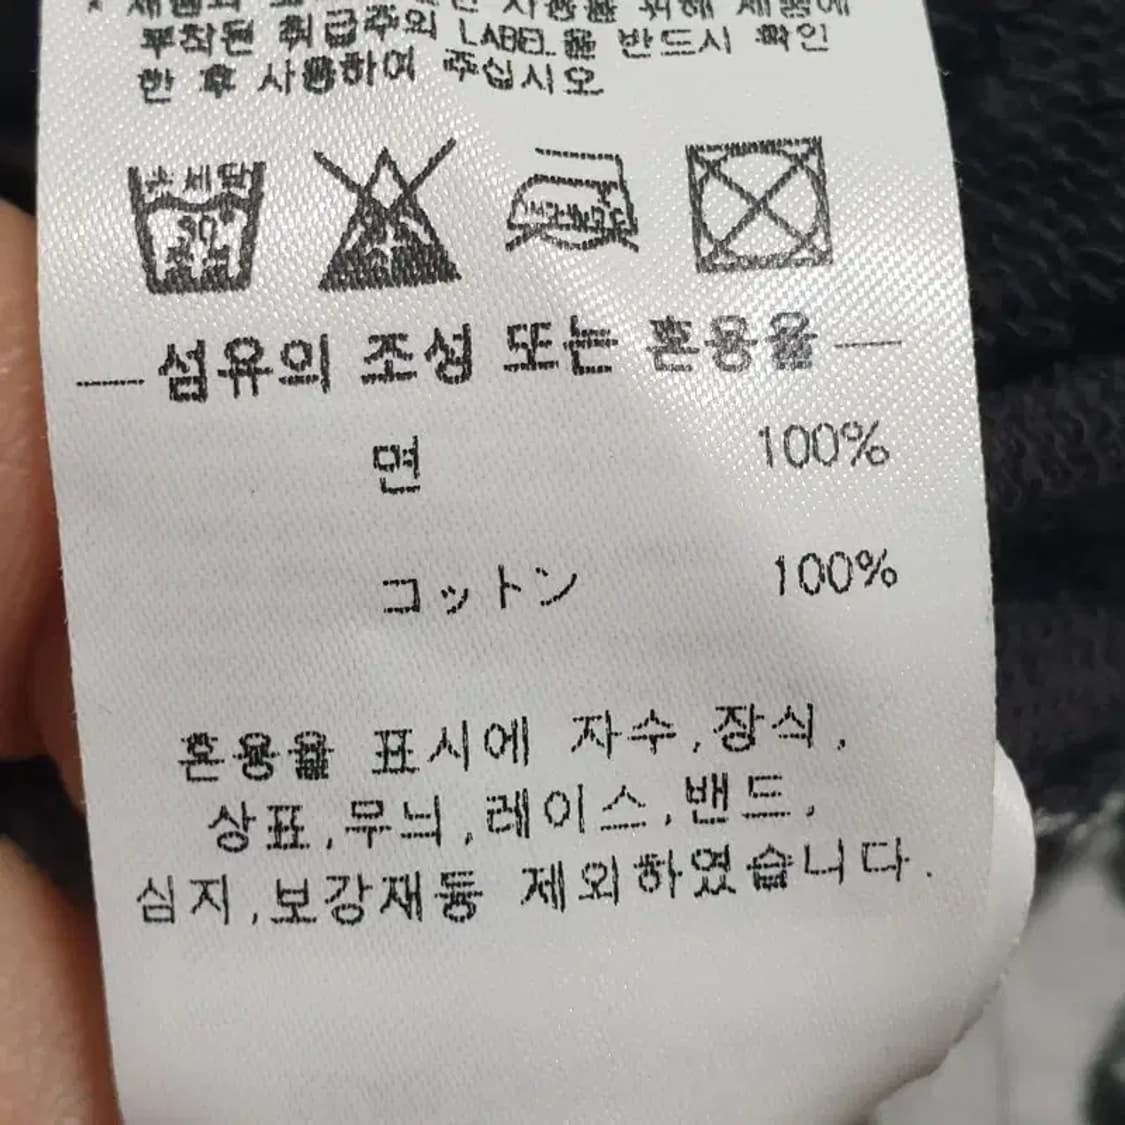 부착된 취급주의 LABEL을 반드시 확인
한 후 사용하여 주십시오
손세탁
30°
섬유의 조성 또는 혼용율
면 100%
コットン 100%
혼용율 표시에 자수,장식,
상표,무늬,레이스,밴드,
심지,보강재등 제외하였습니다.